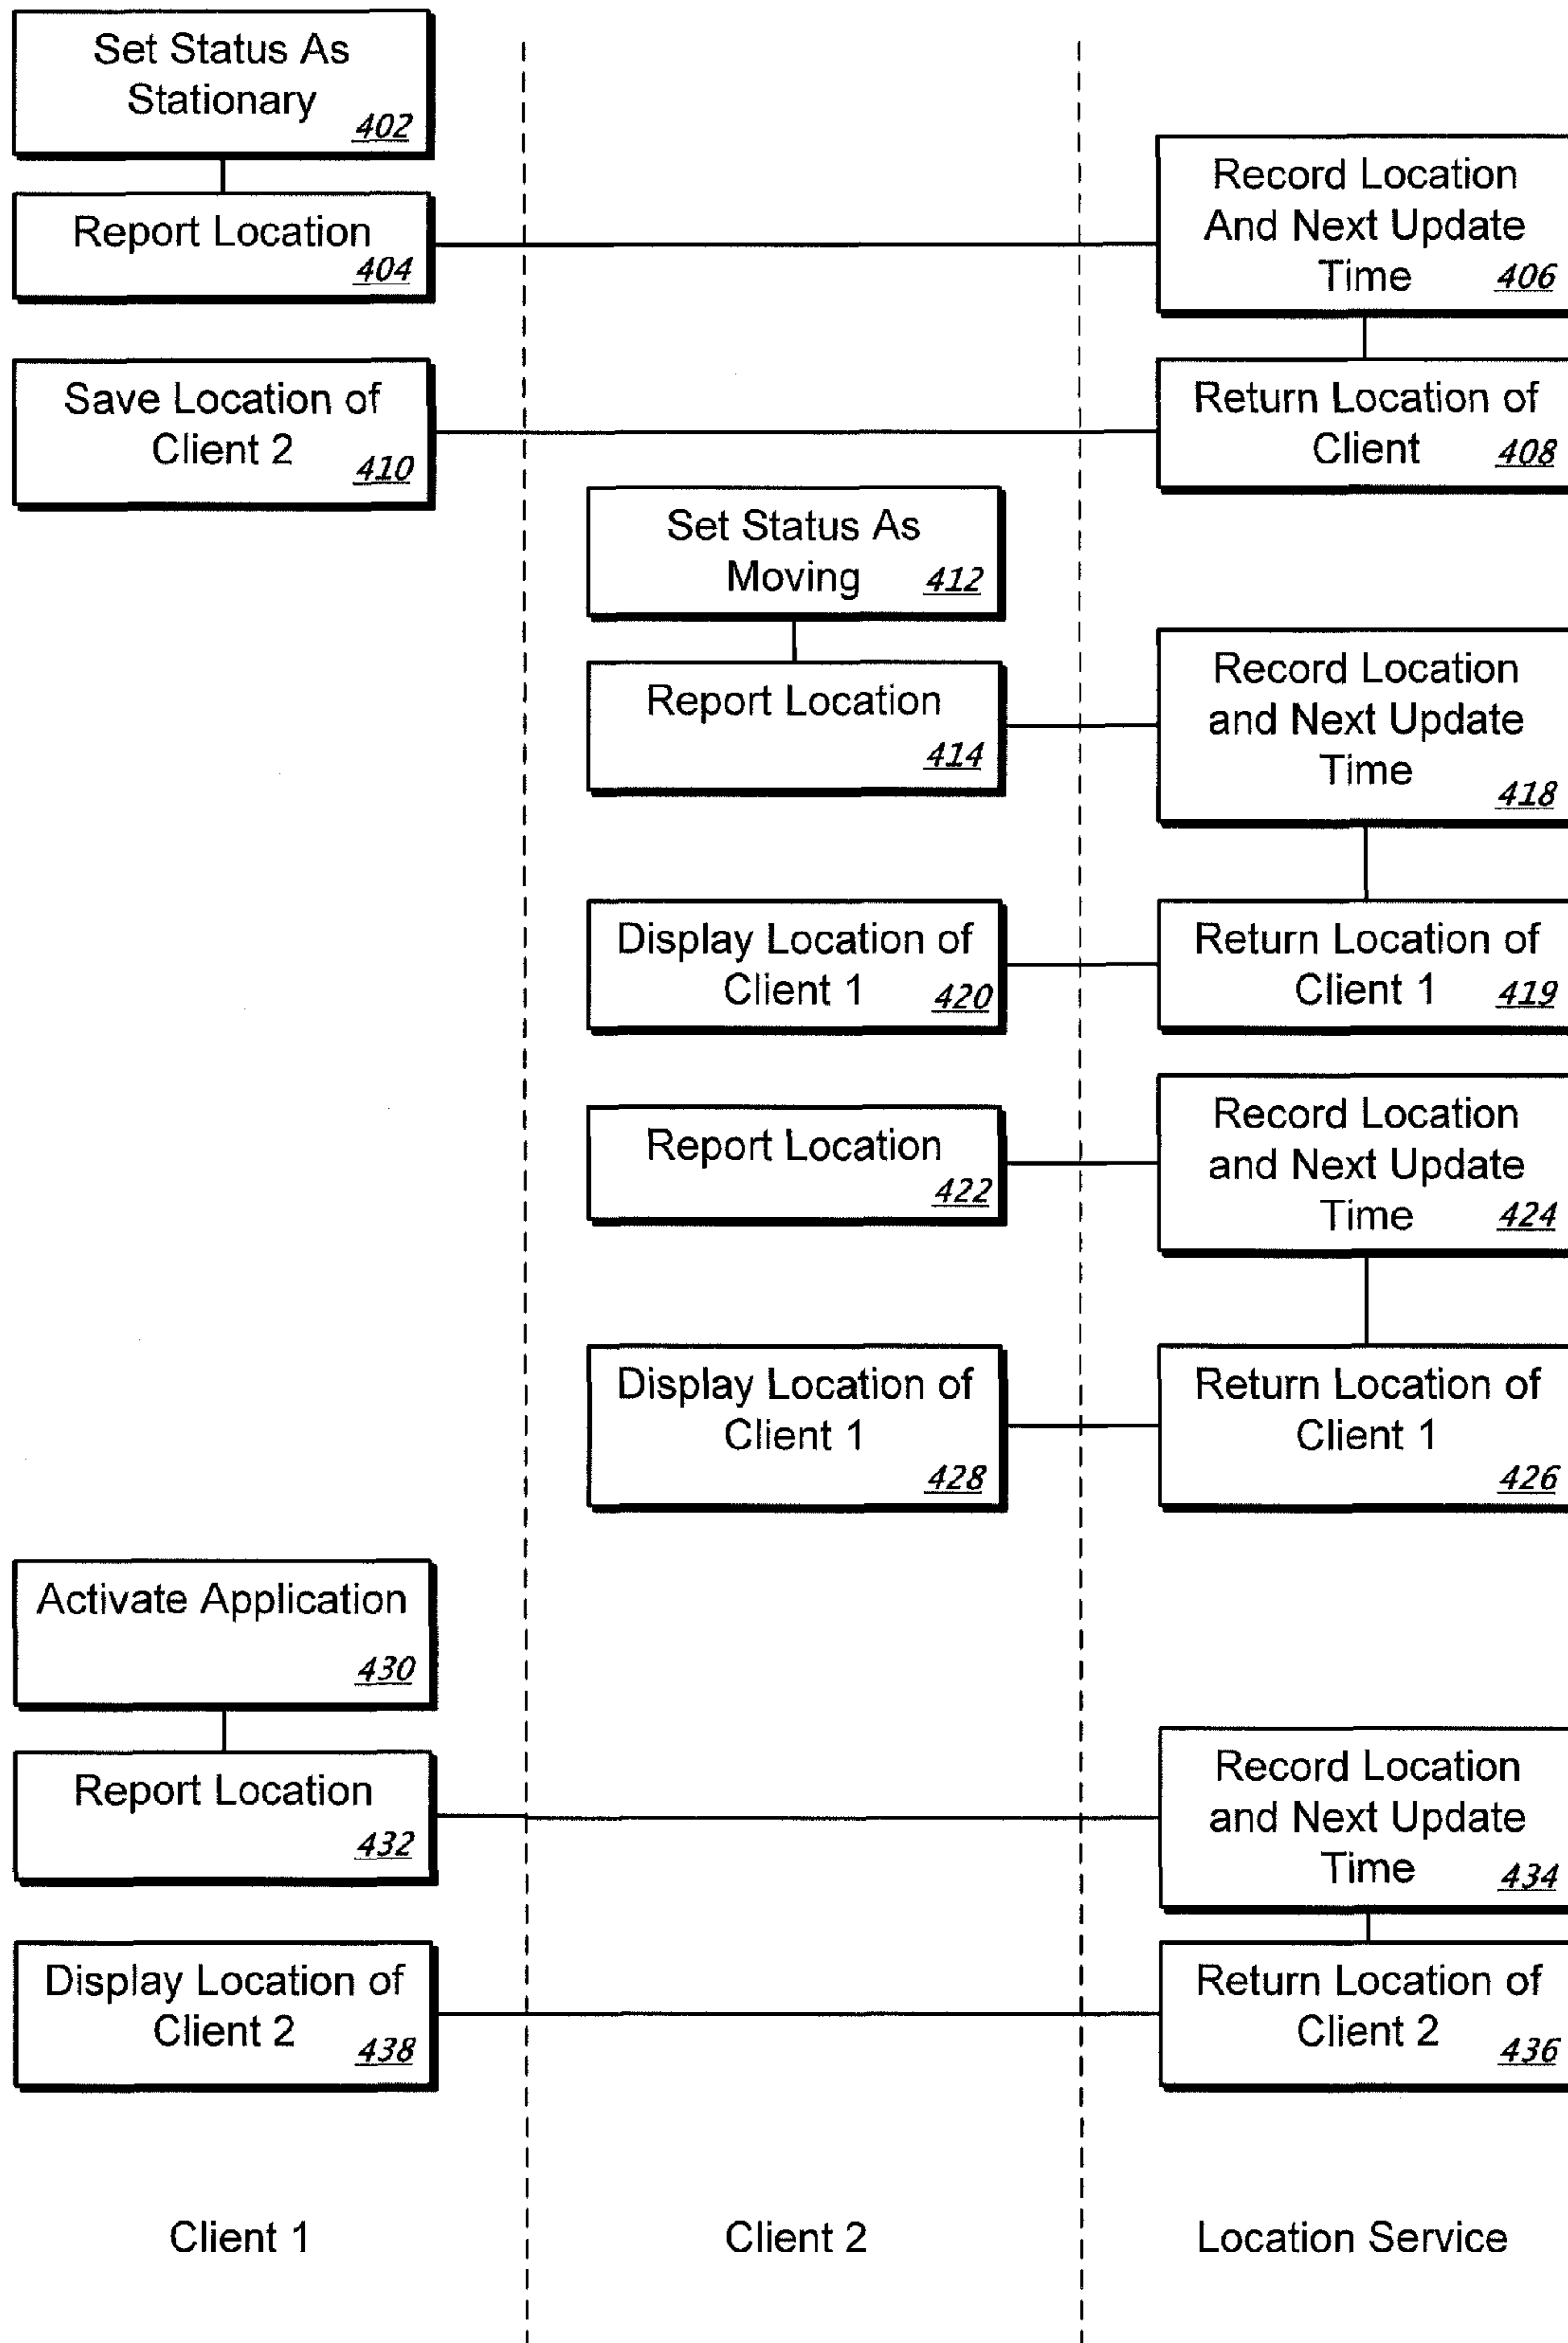 Set Status As
Stationary
402
Report Location
404
Record Location
And Next Update
Time 406
Save Location of
Client 2 410
Return Location of
Client 408
Set Status As
Moving 412
Report Location
414
Record Location
and Next Update
Time
418
Display Location of
Client 1 420
Return Location of
Client 1 419
Report Location
422
Record Location
and Next Update
Time 424
Display Location of
Client 1
428
Return Location of
Client 1
426
Activate Application
430
Report Location
432
Record Location
and Next Update
Time 434
Display Location of
Client 2 438
Return Location of
Client 2 436
Client 1
Client 2
Location Service